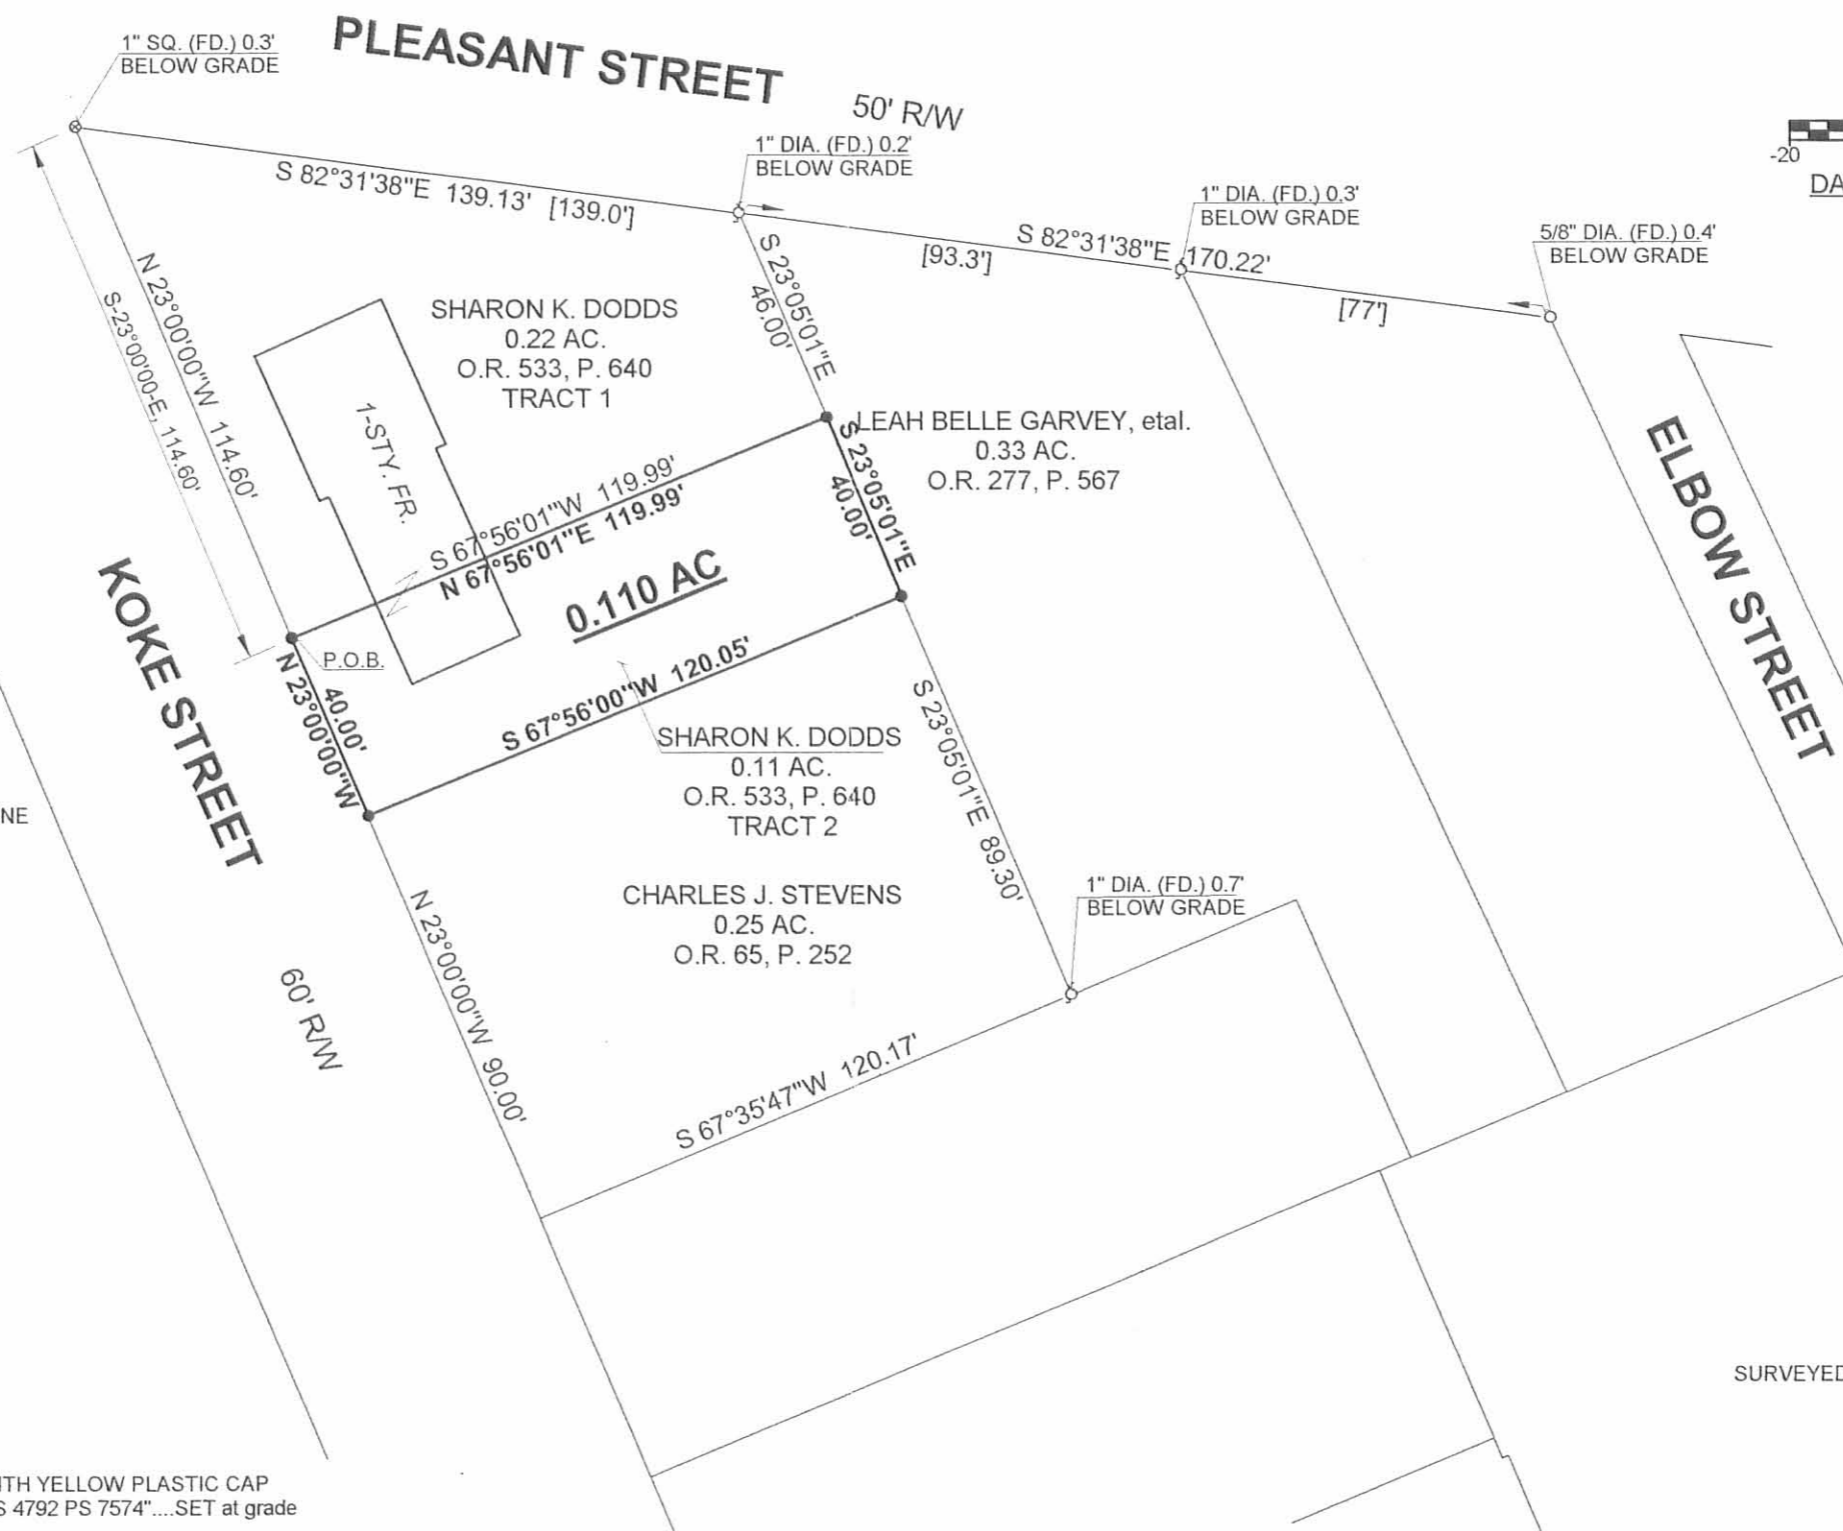 1" SQ. (FD.) 0.3'
BELOW GRADE
PLEASANT STREET
50' R/W
1" DIA. (FD.) 0.2'
BELOW GRADE
-20
DA
1" DIA. (FD.) 0.3'
BELOW GRADE
5/8" DIA. (FD.) 0.4'
BELOW GRADE
S 82°31'38"E 139.13' [139.0']
S 82°31'38"E 170.22'
[93.3']
[77']
N 23°00'00"W 114.60'
S-23°00'00-E, 114.60'
S 23°05'01"E
46.00'
SHARON K. DODDS
0.22 AC.
O.R. 533, P. 640
TRACT 1
1-STY. FR.
LEAH BELLE GARVEY, etal.
0.33 AC.
O.R. 277, P. 567
S 23°05'01"E
40.00'
S 67°56'01"W 119.99'
N 67°56'01"E 119.99'
0.110 AC
ELBOW STREET
KOKE STREET
P.O.B.
40.00'
N 23°00'00"W
S 67°56'00"W 120.05'
SHARON K. DODDS
0.11 AC.
O.R. 533, P. 640
TRACT 2
S 23°05'01"E 89.30'
NE
CHARLES J. STEVENS
0.25 AC.
O.R. 65, P. 252
1" DIA. (FD.) 0.7'
BELOW GRADE
N 23°00'00"W 90.00'
60' R/W
S 67°35'47"W 120.17'
SURVEYED
ITH YELLOW PLASTIC CAP
S 4792 PS 7574"....SET at grade